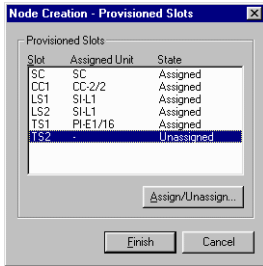 Node Creation - Provisioned Slots
Provisioned Slots
Slot Assigned Unit State
SC SC Assigned
CC1 CC-2/2 Assigned
LS1 SI-L1 Assigned
LS2 SI-L1 Assigned
TS1 PI-E1/16 Assigned
TS2 - Unassigned
Assign/Unassign...
Finish Cancel